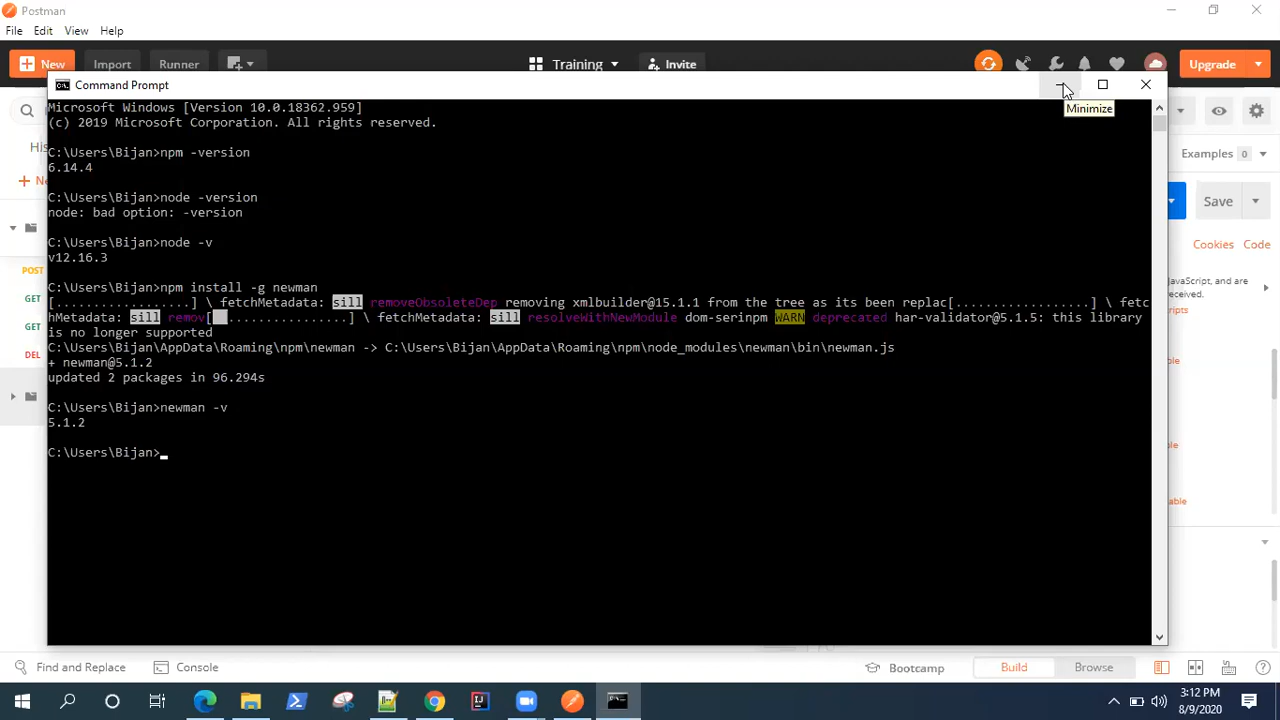 Postman
File Edit View Help
New Import Runner Training Invite Upgrade
Command Prompt
Minimize
Microsoft Windows [Version 10.0.18362.959]
(c) 2019 Microsoft Corporation. All rights reserved.
C:\Users\Bijan>npm -version
6.14.4
C:\Users\Bijan>node -version
node: bad option: -version
C:\Users\Bijan>node -v
v12.16.3
C:\Users\Bijan>npm install -g newman
[..................] \ fetchMetadata: sill removeObsoleteDep removing xmlbuilder@15.1.1 from the tree as its been replac[..................] \ fetc
hMetadata: sill remov[ ................] \ fetchMetadata: sill resolveWithNewModule dom-serinpm WARN deprecated har-validator@5.1.5: this library
is no longer supported
C:\Users\Bijan\AppData\Roaming\npm\newman -> C:\Users\Bijan\AppData\Roaming\npm\node_modules\newman\bin\newman.js
+ newman@5.1.2
updated 2 packages in 96.294s
C:\Users\Bijan>newman -v
5.1.2
C:\Users\Bijan>
His
Ne
POST
GET
GET
DEL
Examples 0
Save
Cookies Code
JavaScript, and are
received.
Find and Replace Console Bootcamp Build Browse
3:12 PM
8/9/2020